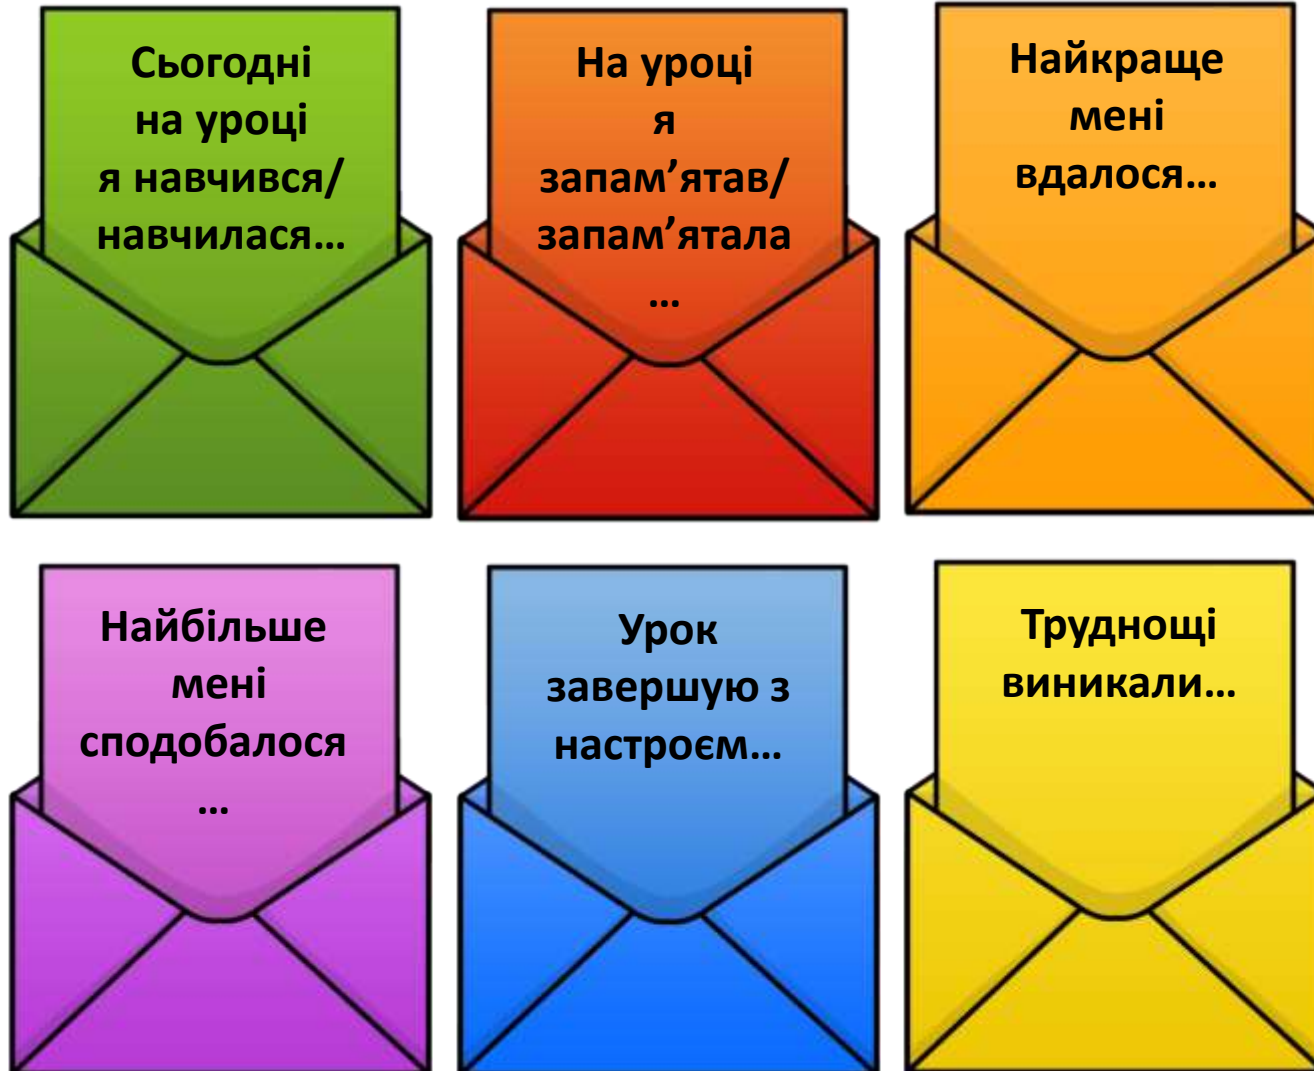 Сьогодні
на уроці
я навчився/
навчилася…
На уроці
я
запам’ятав/
запам’ятала
…
Найкраще
мені
вдалося…
Найбільше
мені
сподобалося
…
Урок
завершую з
настроєм…
Труднощі
виникали…